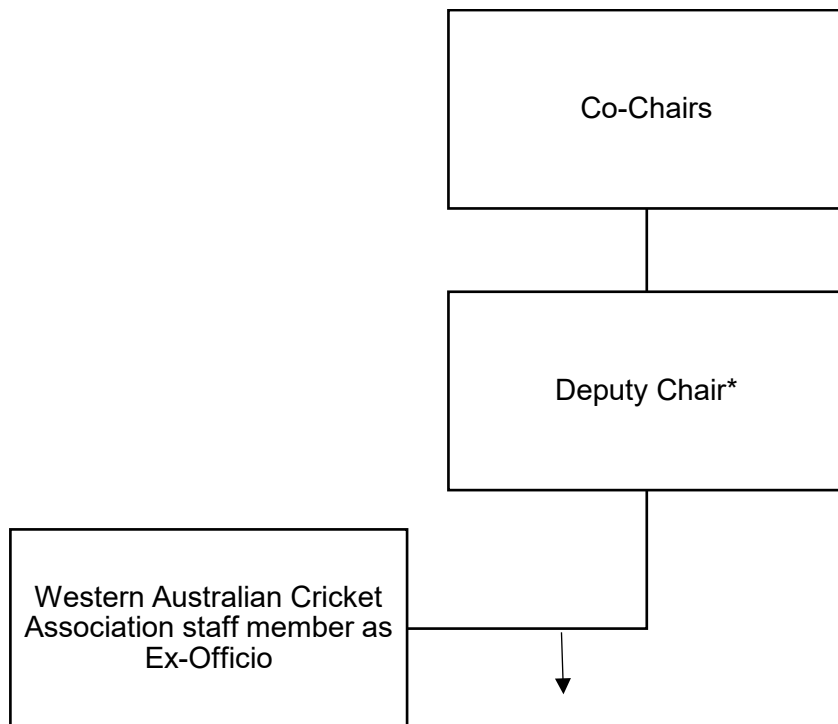 Co-Chairs
Deputy Chair*
Western Australian Cricket
Association staff member as
Ex-Officio